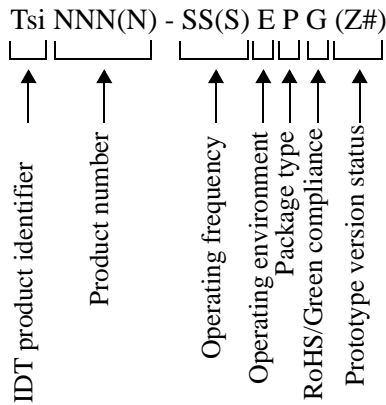 Tsi NNN(N) - SS(S) E P G (Z#)
IDT product identifier
Product number
Operating frequency
Operating environment
Package type
RoHS/Green compliance
Prototype version status